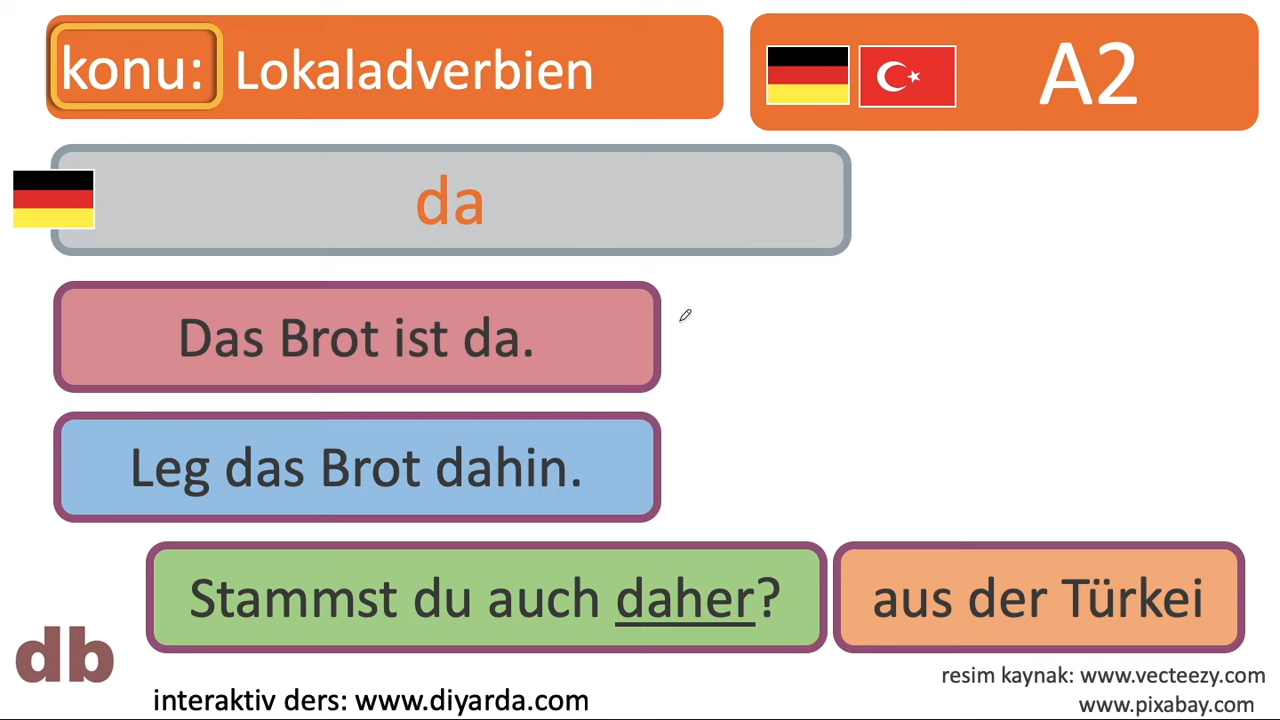 konu: Lokaladverbien
A2
da
Das Brot ist da.
Leg das Brot dahin.
Stammst du auch daher? aus der Türkei
db
interaktiv ders: www.diyarda.com
resim kaynak: www.vecteezy.com
www.pixabay.com